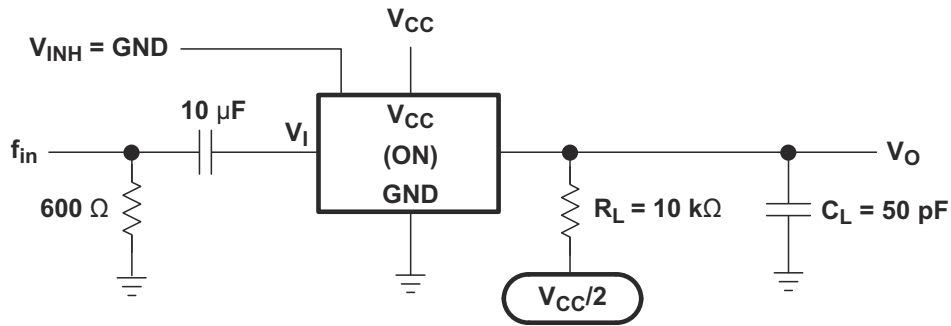 V_CC
V_INH = GND
10 μF
V_CC
f_in
V_I
(ON)
V_O
GND
600 Ω
R_L = 10 kΩ
C_L = 50 pF
V_CC/2